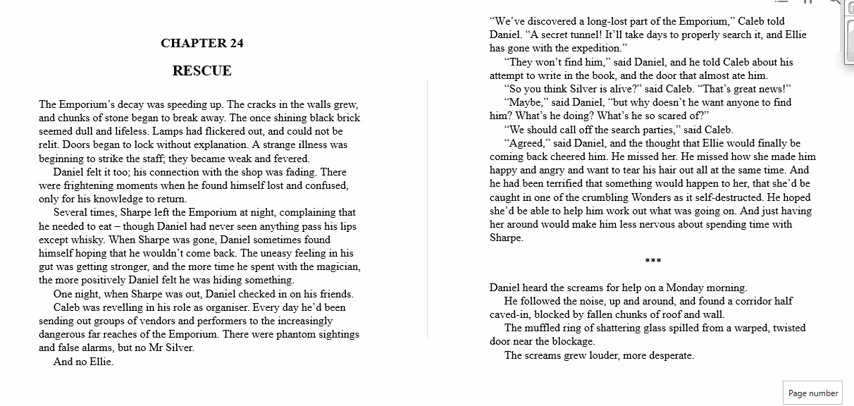 CHAPTER 24
RESCUE
The Emporium’s decay was speeding up. The cracks in the walls grew,
and chunks of stone began to break away. The once shining black brick
seemed dull and lifeless. Lamps had flickered out, and could not be
relit. Doors began to lock without explanation. A strange illness was
beginning to strike the staff; they became weak and fevered.
Daniel felt it too; his connection with the shop was fading. There
were frightening moments when he found himself lost and confused,
only for his knowledge to return.
Several times, Sharpe left the Emporium at night, complaining that
he needed to eat – though Daniel had never seen anything pass his lips
except whisky. When Sharpe was gone, Daniel sometimes found
himself hoping that he wouldn’t come back. The uneasy feeling in his
gut was getting stronger, and the more time he spent with the magician,
the more positively Daniel felt he was hiding something.
One night, when Sharpe was out, Daniel checked in on his friends.
Caleb was revelling in his role as organiser. Every day he’d been
sending out groups of vendors and performers to the increasingly
dangerous far reaches of the Emporium. There were phantom sightings
and false alarms, but no Mr Silver.
And no Ellie.
“We’ve discovered a long-lost part of the Emporium,” Caleb told
Daniel. “A secret tunnel! It’ll take days to properly search it, and Ellie
has gone with the expedition.”
“They won’t find him,” said Daniel, and he told Caleb about his
attempt to write in the book, and the door that almost ate him.
“So you think Silver is alive?” said Caleb. “That’s great news!”
“Maybe,” said Daniel, “but why doesn’t he want anyone to find
him? What’s he doing? What’s he so scared of?”
“We should call off the search parties,” said Caleb.
“Agreed,” said Daniel, and the thought that Ellie would finally be
coming back cheered him. He missed her. He missed how she made him
happy and angry and want to tear his hair out all at the same time. And
he had been terrified that something would happen to her, that she’d be
caught in one of the crumbling Wonders as it self-destructed. He hoped
she’d be able to help him work out what was going on. And just having
her around would make him less nervous about spending time with
Sharpe.
***
Daniel heard the screams for help on a Monday morning.
He followed the noise, up and around, and found a corridor half
caved-in, blocked by fallen chunks of roof and wall.
The muffled ring of shattering glass spilled from a warped, twisted
door near the blockage.
The screams grew louder, more desperate.
Page number